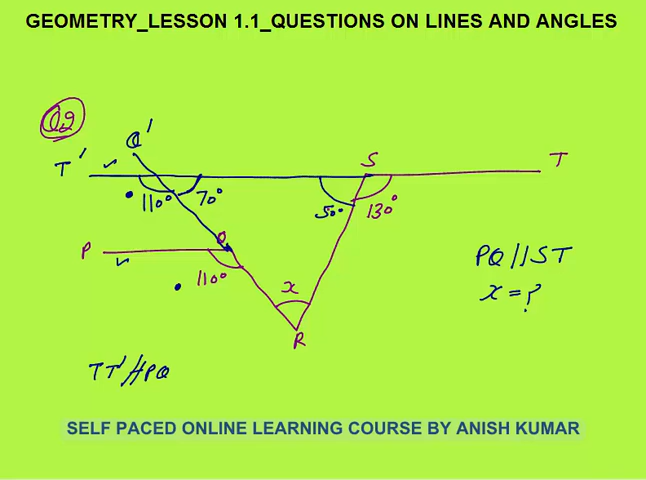 GEOMETRY_LESSON 1.1_QUESTIONS ON LINES AND ANGLES
Q2
Q'
T' S T
110° 70° 50° 130°
P Q
110°
x
R
PQ//ST
x = ?
TT'//PQ
SELF PACED ONLINE LEARNING COURSE BY ANISH KUMAR